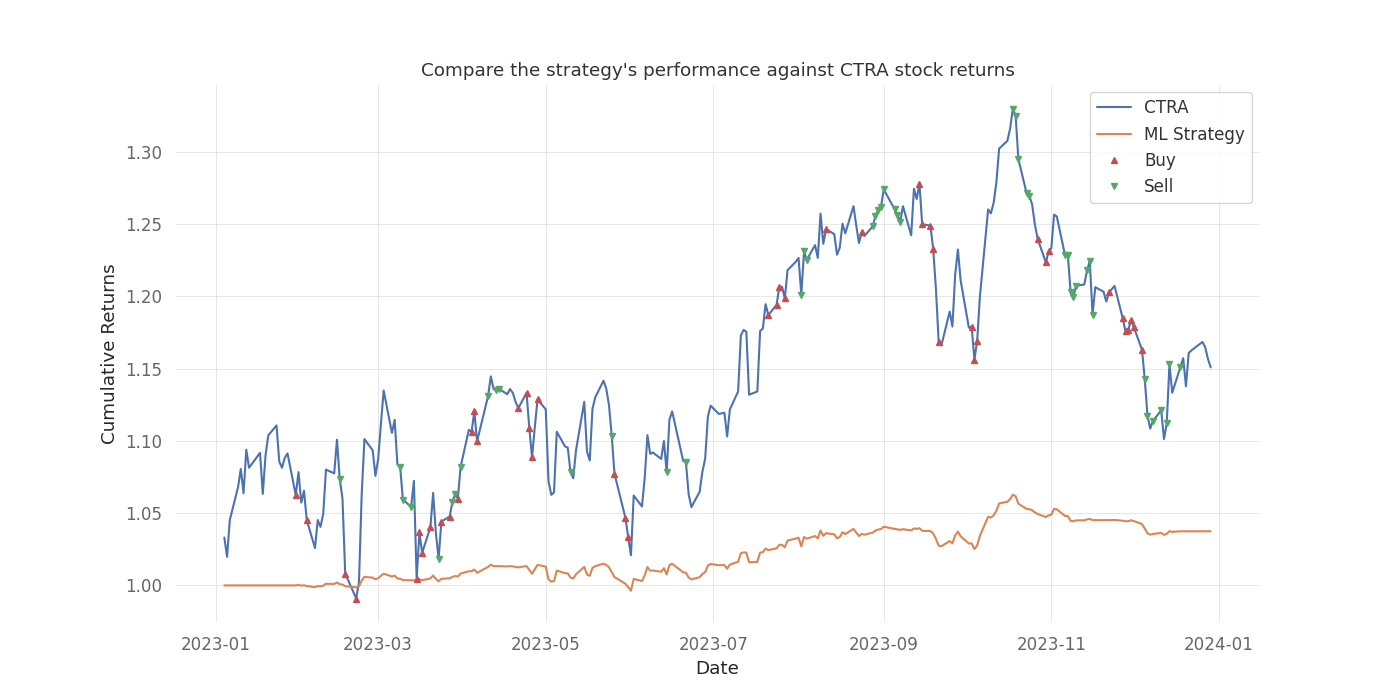 Compare the strategy's performance against CTRA stock returns
CTRA
ML Strategy
Buy
Sell
Cumulative Returns
1.30
1.25
1.20
1.15
1.10
1.05
1.00
2023-01 2023-03 2023-05 2023-07 2023-09 2023-11 2024-01
Date